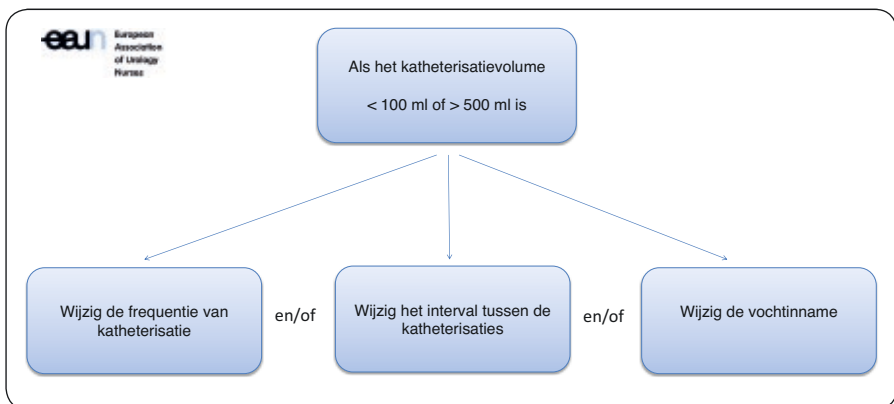 eaun
European
Association
of Urology
Nurses
Als het katheterisatievolume
< 100 ml of > 500 ml is
Wijzig de frequentie van
katheterisatie
en/of
Wijzig het interval tussen de
katheterisaties
en/of
Wijzig de vochtinname